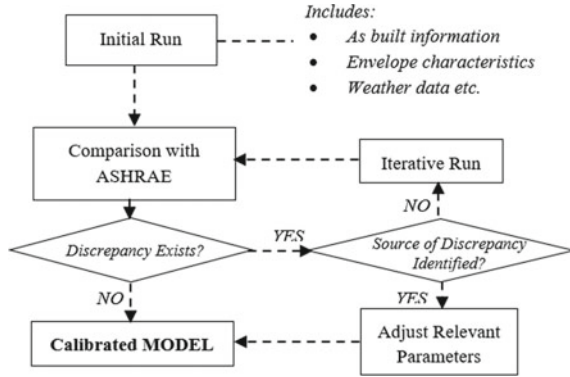 Includes:
Initial Run
• As built information
• Envelope characteristics
• Weather data etc.
Comparison with
ASHRAE
Iterative Run
NO
Discrepancy Exists?
YES
Source of Discrepancy
Identified?
NO
YES
Calibrated MODEL
Adjust Relevant
Parameters